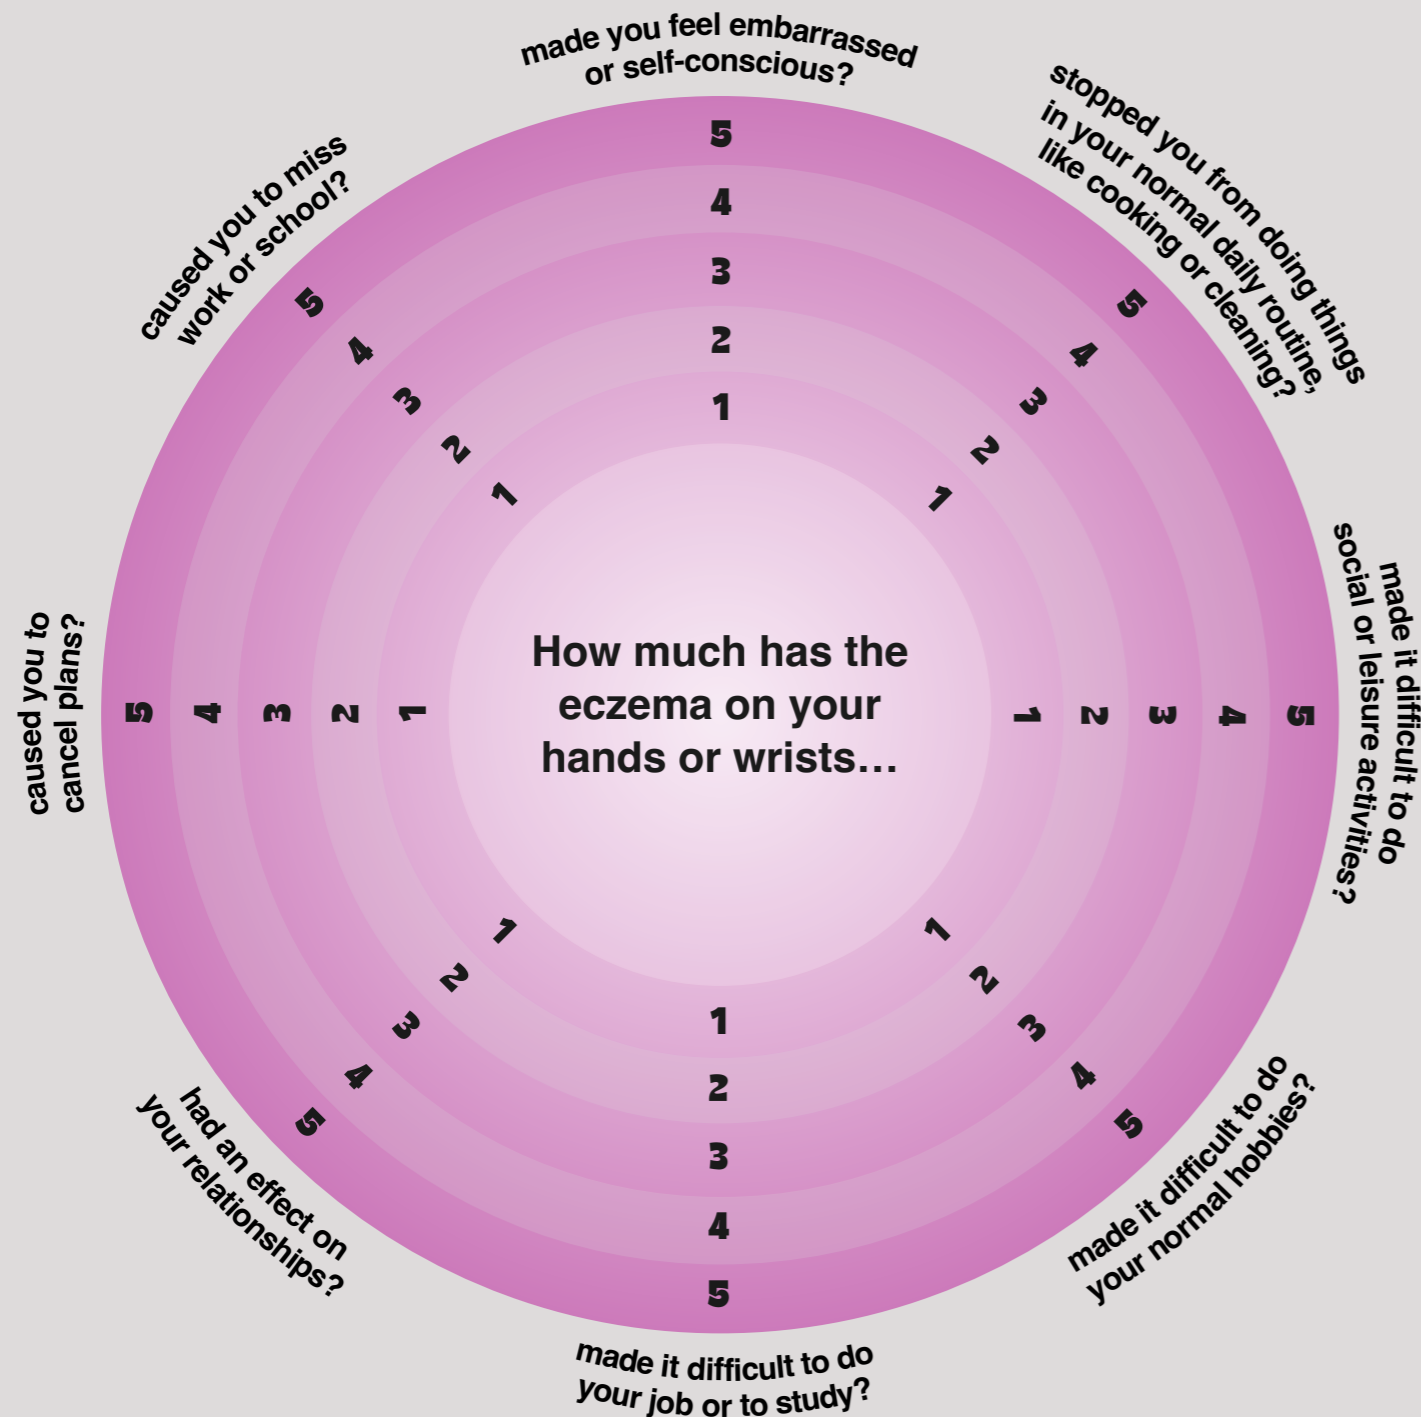 How much has the
eczema on your
hands or wrists…
made you feel embarrassed
or self-conscious?
5
4
3
2
1
stopped you from doing things
in your normal daily routine,
like cooking or cleaning?
5
4
3
2
1
made it difficult to do
social or leisure activities?
1
2
3
4
5
made it difficult to do
your normal hobbies?
1
2
3
4
5
made it difficult to do
your job or to study?
1
2
3
4
5
had an effect on
your relationships?
1
2
3
4
5
caused you to
cancel plans?
5
4
3
2
1
caused you to miss
work or school?
5
4
3
2
1